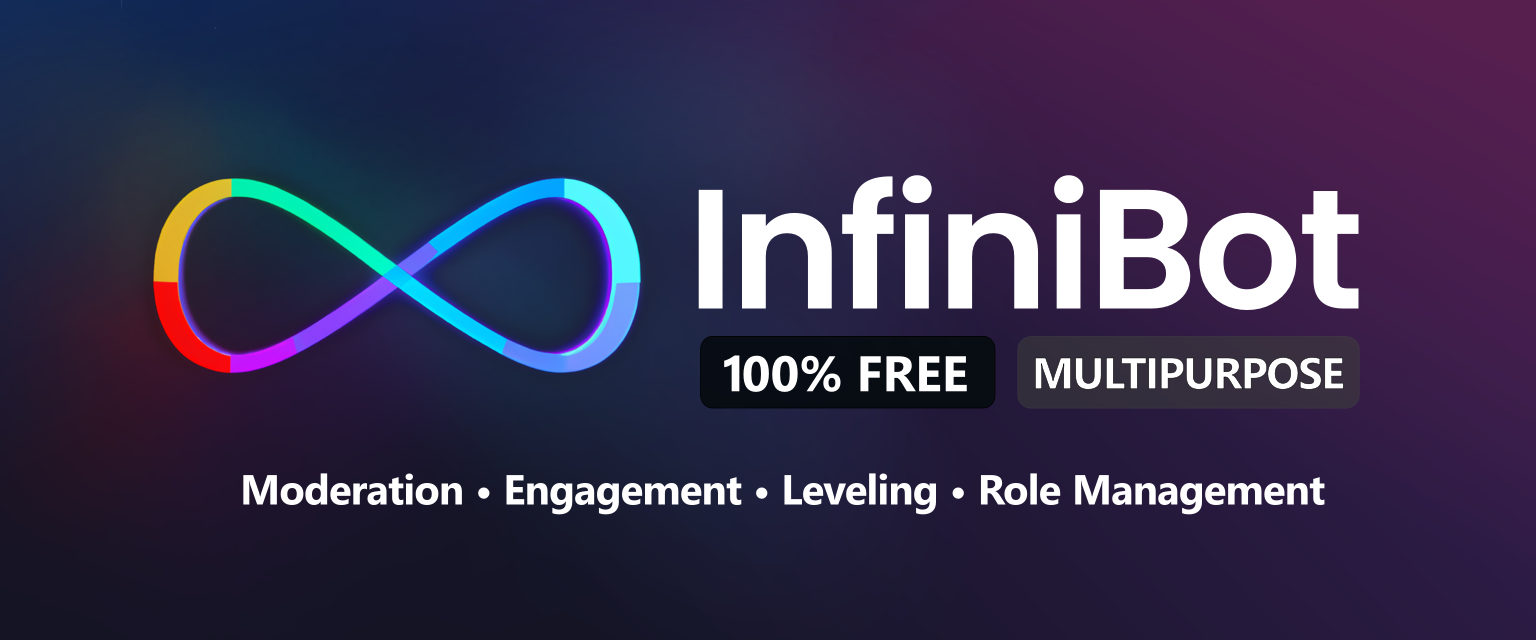 InfiniBot
100% FREE MULTIPURPOSE
Moderation • Engagement • Leveling • Role Management